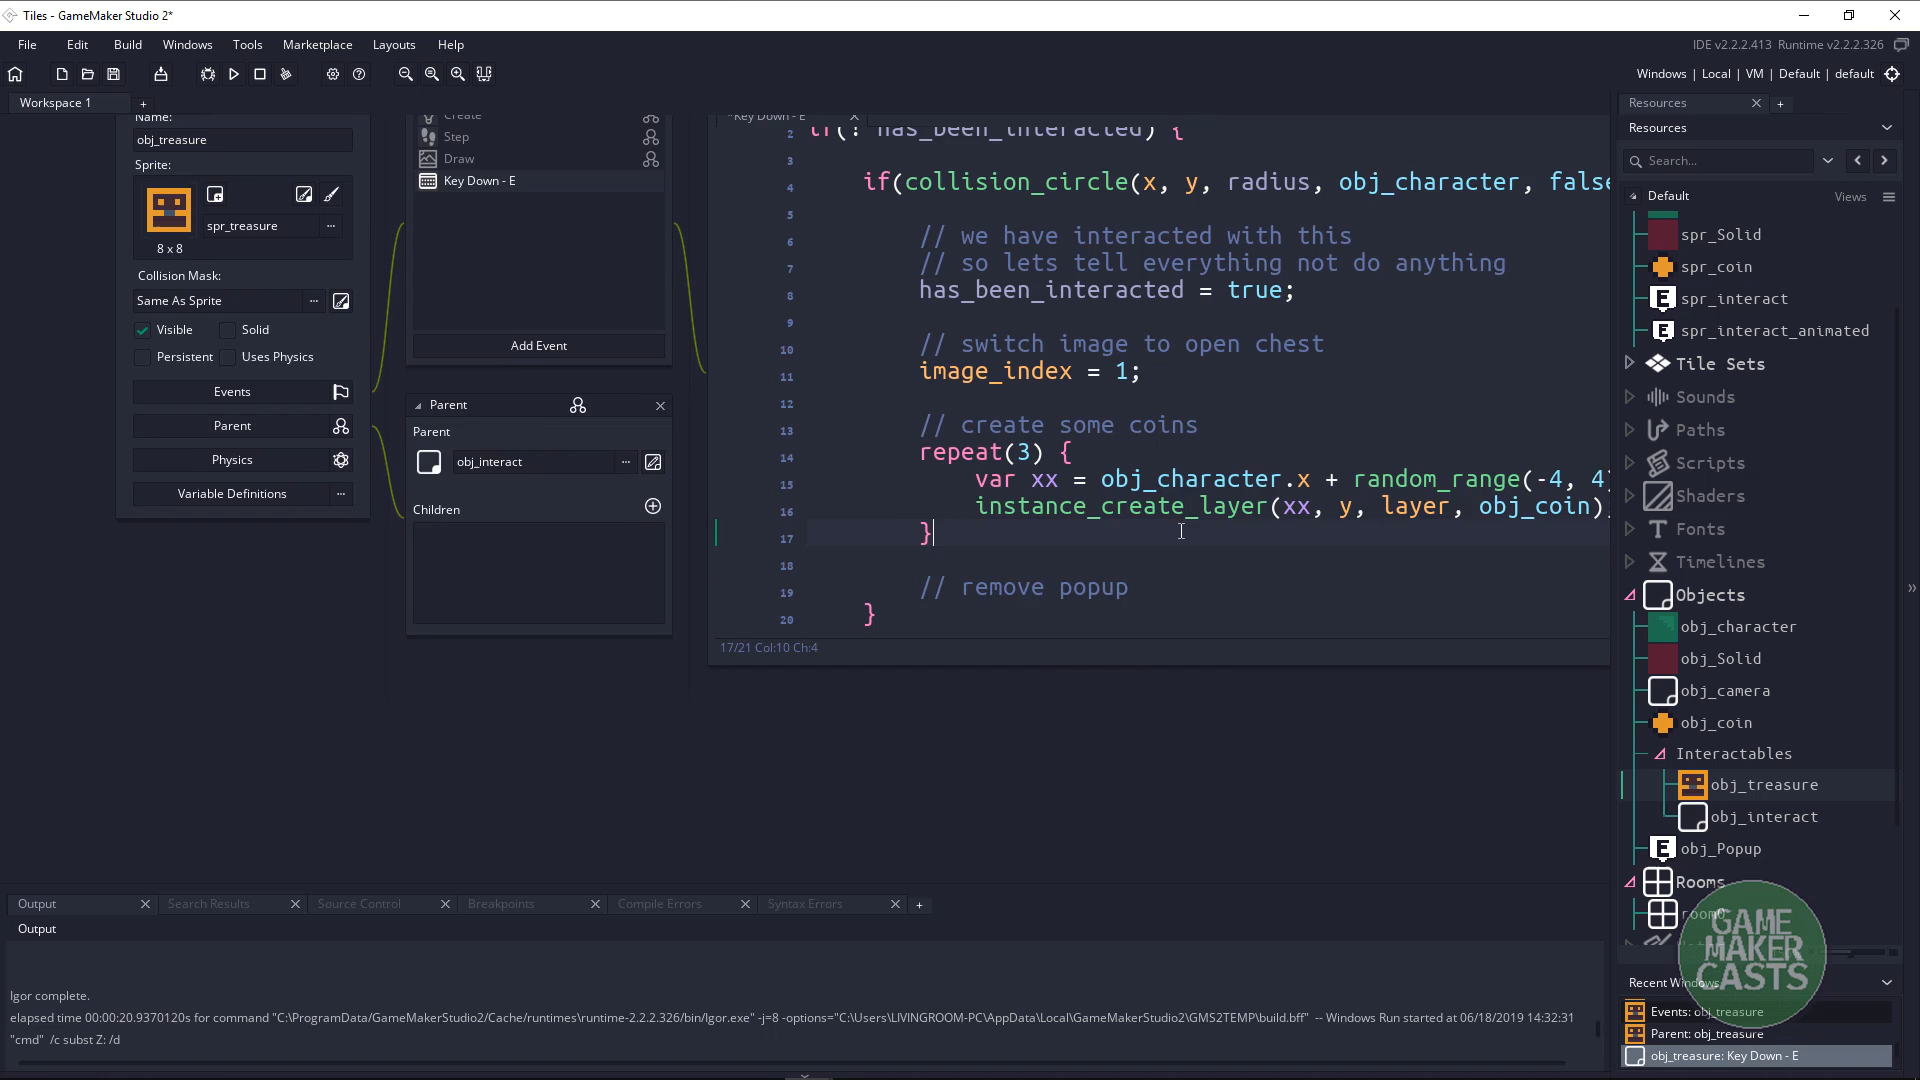 Tiles - GameMaker Studio 2*
File Edit Build Windows Tools Marketplace Layouts Help
IDE v2.2.2.413 Runtime v2.2.2.326
Windows | Local | VM | Default | default
Workspace 1
Name:
obj_treasure
Sprite:
spr_treasure
8 x 8
Collision Mask:
Same As Sprite
Visible Solid
Persistent Uses Physics
Events
Parent
Physics
Variable Definitions
Create
Step
Draw
Key Down - E
Add Event
Parent
Parent
obj_interact
Children
*Key Down - E
2 if(! has_been_interacted) {
3
4 if(collision_circle(x, y, radius, obj_character, false
5
6 // we have interacted with this
7 // so lets tell everything not do anything
8 has_been_interacted = true;
9
10 // switch image to open chest
11 image_index = 1;
12
13 // create some coins
14 repeat(3) {
15 var xx = obj_character.x + random_range(-4, 4)
16 instance_create_layer(xx, y, layer, obj_coin)
17 }
18
19 // remove popup
20 }
17/21 Col:10 Ch:4
Resources
Resources
Search...
Default Views
spr_Solid
spr_coin
spr_interact
spr_interact_animated
Tile Sets
Sounds
Paths
Scripts
Shaders
Fonts
Timelines
Objects
obj_character
obj_Solid
obj_camera
obj_coin
Interactables
obj_treasure
obj_interact
obj_Popup
Rooms
room0
GAME
MAKER
CASTS
Recent Windows
Events: obj_treasure
Parent: obj_treasure
obj_treasure: Key Down - E
Output Search Results Source Control Breakpoints Compile Errors Syntax Errors
Output
Igor complete.
elapsed time 00:00:20.9370120s for command "C:\ProgramData/GameMakerStudio2/Cache/runtimes\runtime-2.2.2.326/bin/Igor.exe" -j=8 -options="C:\Users\LIVINGROOM-PC\AppData\Local\GameMakerStudio2\GMS2TEMP\build.bff" -- Windows Run started at 06/18/2019 14:32:31
"cmd" /c subst Z: /d